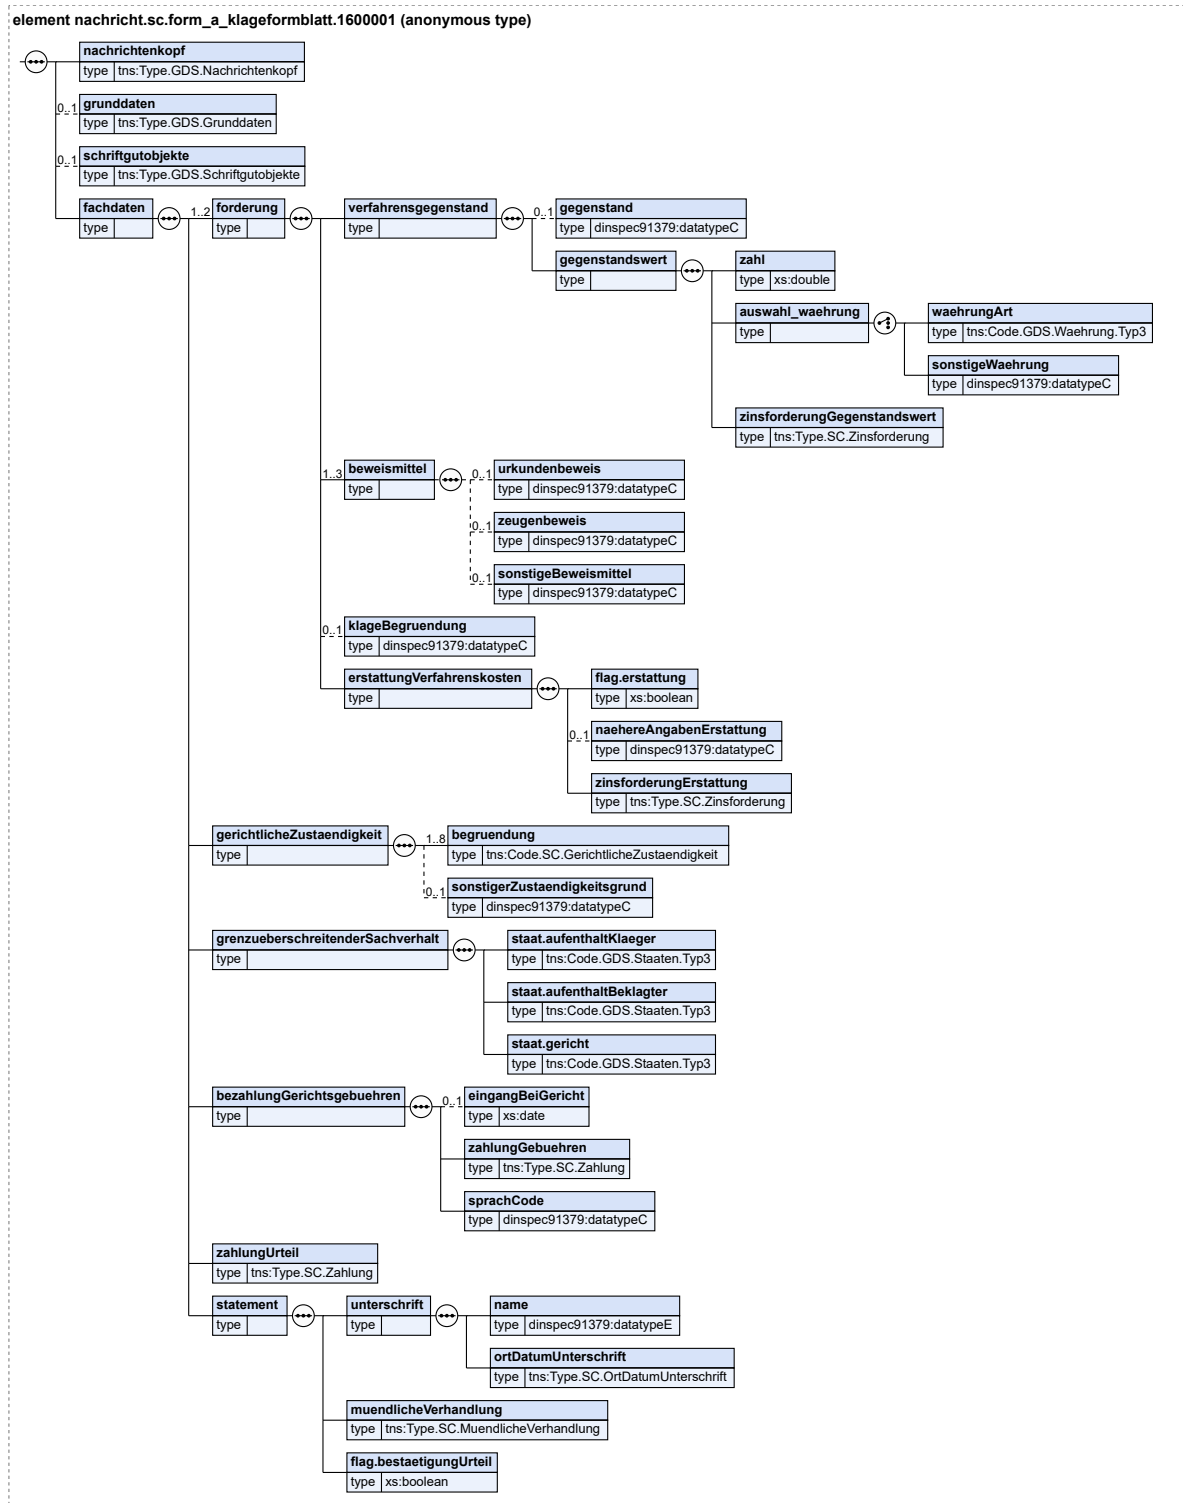 element nachricht.sc.form_a_klageformblatt.1600001 (anonymous type)
nachrichtenkopf
type tns:Type.GDS.Nachrichtenkopf
0..1 grunddaten
type tns:Type.GDS.Grunddaten
0..1 schriftgutobjekte
type tns:Type.GDS.Schriftgutobjekte
fachdaten
type
1..2 forderung
type
verfahrensgegenstand
type
0..1 gegenstand
type dinspec91379:datatypeC
gegenstandswert
type
zahl
type xs:double
auswahl_waehrung
type
waehrungArt
type tns:Code.GDS.Waehrung.Typ3
sonstigeWaehrung
type dinspec91379:datatypeC
zinsforderungGegenstandswert
type tns:Type.SC.Zinsforderung
1..3 beweismittel
type
0..1 urkundenbeweis
type dinspec91379:datatypeC
0..1 zeugenbeweis
type dinspec91379:datatypeC
0..1 sonstigeBeweismittel
type dinspec91379:datatypeC
0..1 klageBegruendung
type dinspec91379:datatypeC
erstattungVerfahrenskosten
type
flag.erstattung
type xs:boolean
0..1 naehereAngabenErstattung
type dinspec91379:datatypeC
zinsforderungErstattung
type tns:Type.SC.Zinsforderung
gerichtlicheZustaendigkeit
type
1..8 begruendung
type tns:Code.SC.GerichtlicheZustaendigkeit
0..1 sonstigerZustaendigkeitsgrund
type dinspec91379:datatypeC
grenzueberschreitenderSachverhalt
type
staat.aufenthaltKlaeger
type tns:Code.GDS.Staaten.Typ3
staat.aufenthaltBeklagter
type tns:Code.GDS.Staaten.Typ3
staat.gericht
type tns:Code.GDS.Staaten.Typ3
bezahlungGerichtsgebuehren
type
0..1 eingangBeiGericht
type xs:date
zahlungGebuehren
type tns:Type.SC.Zahlung
sprachCode
type dinspec91379:datatypeC
zahlungUrteil
type tns:Type.SC.Zahlung
statement
type
unterschrift
type
name
type dinspec91379:datatypeE
ortDatumUnterschrift
type tns:Type.SC.OrtDatumUnterschrift
muendlicheVerhandlung
type tns:Type.SC.MuendlicheVerhandlung
flag.bestaetigungUrteil
type xs:boolean